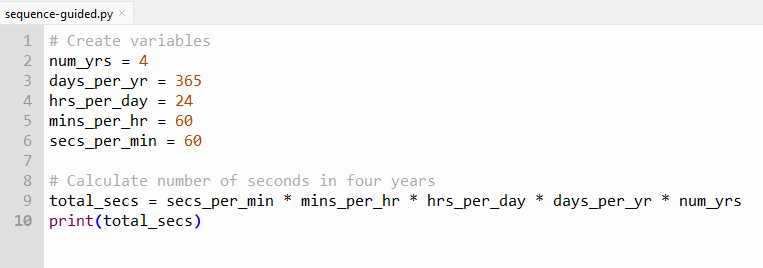 sequence-guided.py ×
1 # Create variables
2 num_yrs = 4
3 days_per_yr = 365
4 hrs_per_day = 24
5 mins_per_hr = 60
6 secs_per_min = 60
7
8 # Calculate number of seconds in four years
9 total_secs = secs_per_min * mins_per_hr * hrs_per_day * days_per_yr * num_yrs
10 print(total_secs)